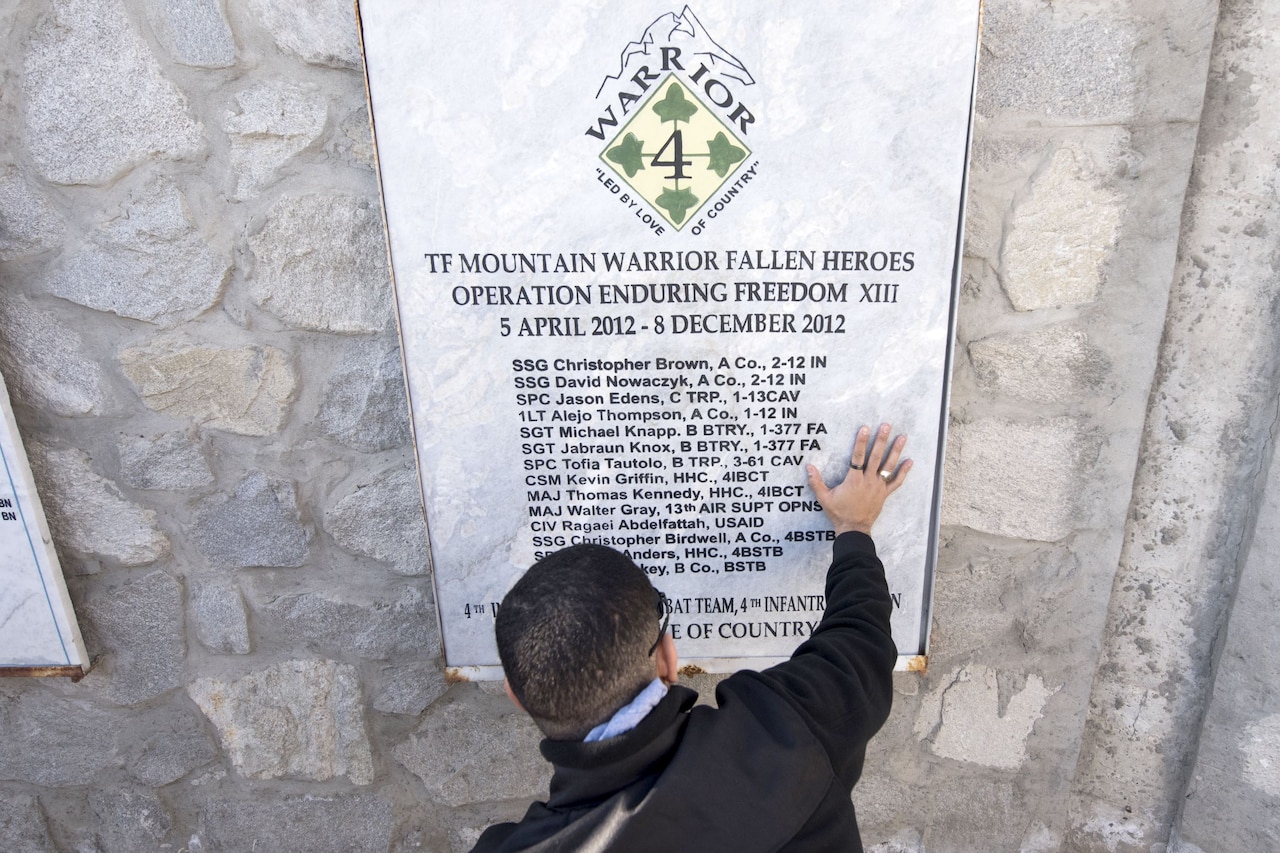 WARRIOR
4
"LED BY LOVE OF COUNTRY"
TF MOUNTAIN WARRIOR FALLEN HEROES
OPERATION ENDURING FREEDOM XIII
5 APRIL 2012 - 8 DECEMBER 2012
SSG Christopher Brown, A Co., 2-12 IN
SSG David Nowaczyk, A Co., 2-12 IN
SPC Jason Edens, C TRP., 1-13CAV
1LT Alejo Thompson, A Co., 1-12 IN
SGT Michael Knapp. B BTRY., 1-377 FA
SGT Jabraun Knox, B BTRY., 1-377 FA
SPC Tofia Tautolo, B TRP., 3-61 CAV
CSM Kevin Griffin, HHC., 4IBCT
MAJ Thomas Kennedy, HHC., 4IBCT
MAJ Walter Gray, 13th AIR SUPT OPNS
CIV Ragaei Abdelfattah, USAID
SSG Christopher Birdwell, A Co., 4BSTB
Anders, HHC., 4BSTB
B Co., BSTB
4TH TEAM, 4TH
OF COUNTRY
BN
BN